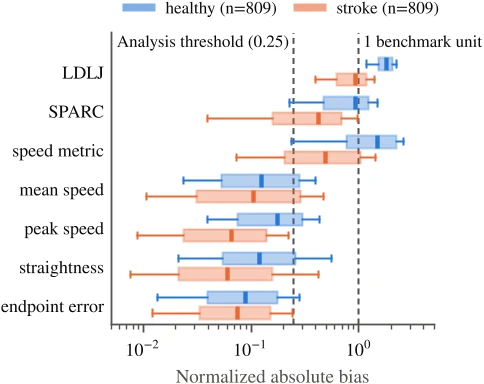 healthy (n=809) stroke (n=809)
Analysis threshold (0.25) 1 benchmark unit
LDLJ
SPARC
speed metric
mean speed
peak speed
straightness
endpoint error
10⁻² 10⁻¹ 10⁰
Normalized absolute bias